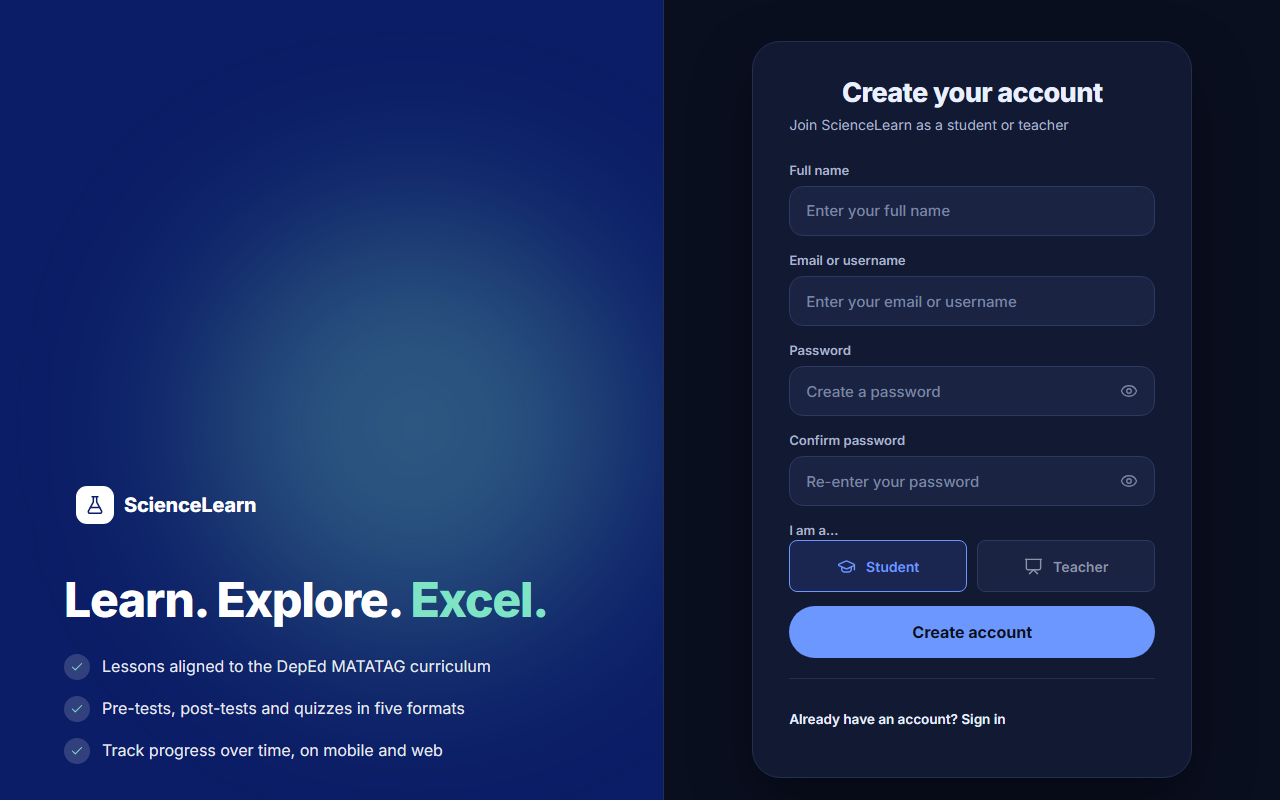 ScienceLearn
Learn. Explore. Excel.
Lessons aligned to the DepEd MATATAG curriculum
Pre-tests, post-tests and quizzes in five formats
Track progress over time, on mobile and web
Create your account
Join ScienceLearn as a student or teacher
Full name
Enter your full name
Email or username
Enter your email or username
Password
Create a password
Confirm password
Re-enter your password
I am a...
Student
Teacher
Create account
Already have an account? Sign in